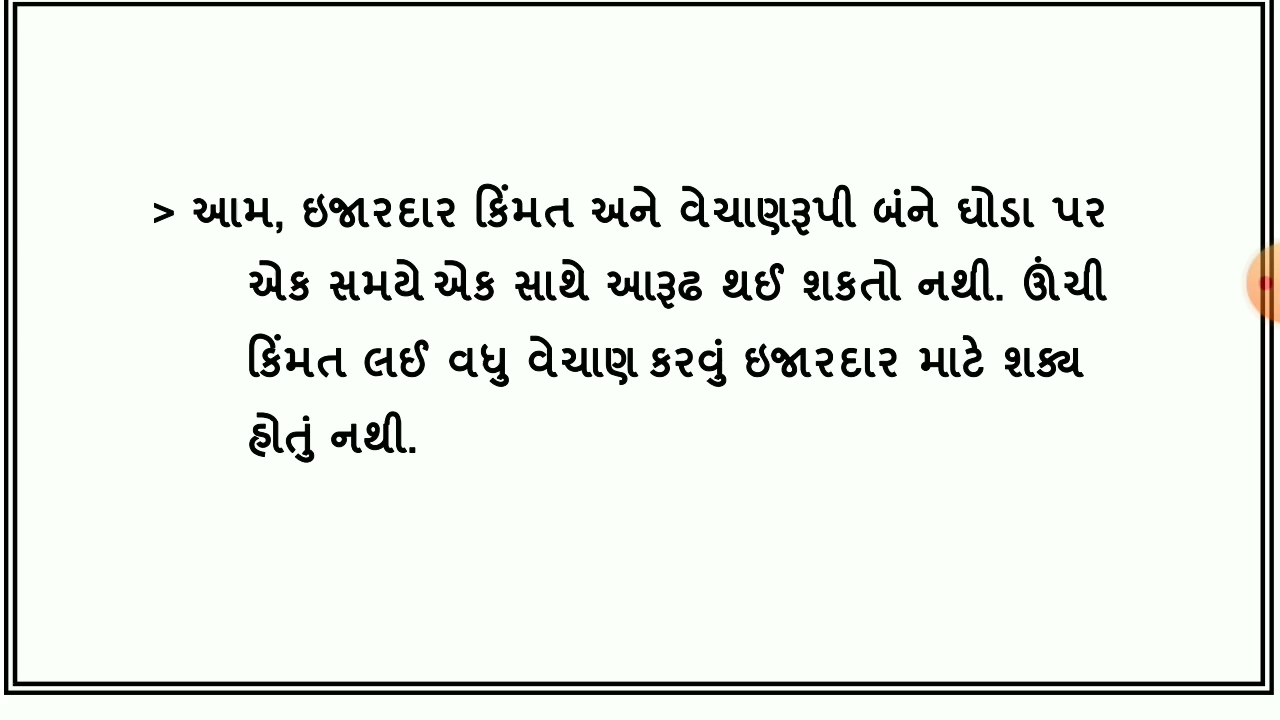 > આમ, ઇજારદાર કિંમત અને વેચાણરૂપી બંને ઘોડા પર
એક સમયે એક સાથે આરૂઢ થઈ શકતો નથી. ઊંચી
કિંમત લઈ વધુ વેચાણ કરવું ઇજારદાર માટે શક્ય
હોતું નથી.